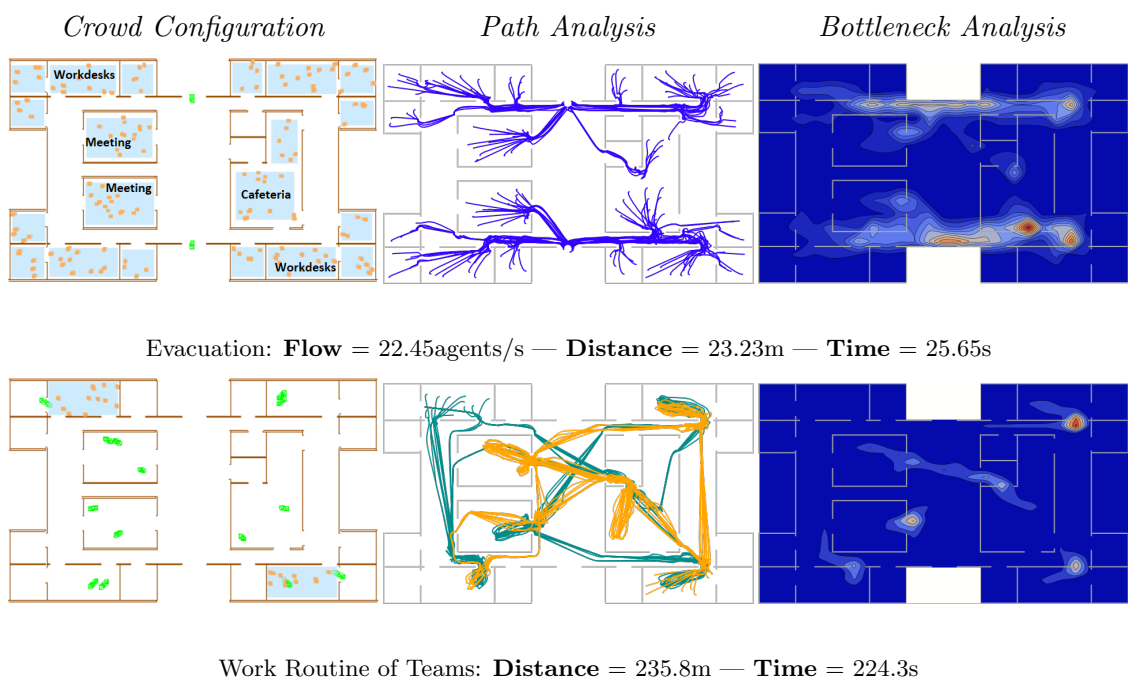 Crowd Configuration
Path Analysis
Bottleneck Analysis
Workdesks
Meeting
Meeting
Cafeteria
Workdesks
Evacuation: Flow = 22.45agents/s — Distance = 23.23m — Time = 25.65s
Work Routine of Teams: Distance = 235.8m — Time = 224.3s